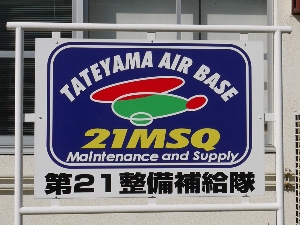 TATEYAMA AIR BASE
21MSQ
Maintenance and Supply
第21整備補給隊